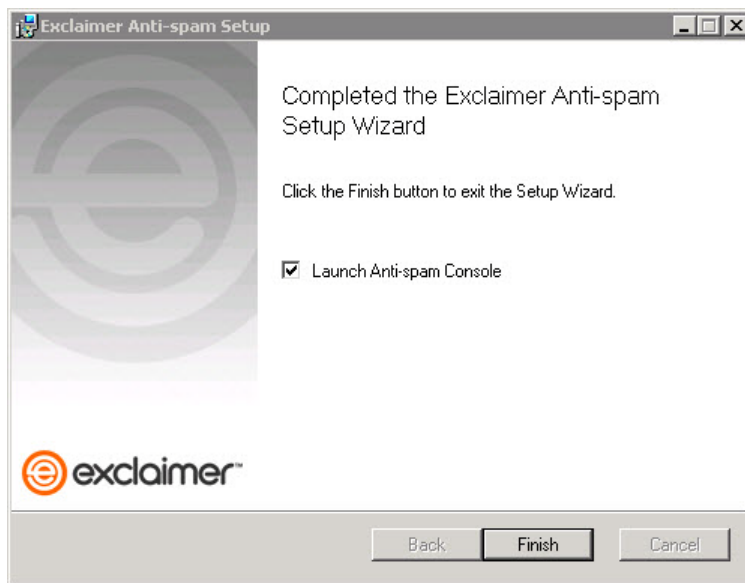 Exclaimer Anti-spam Setup
Completed the Exclaimer Anti-spam
Setup Wizard
Click the Finish button to exit the Setup Wizard.
Launch Anti-spam Console
exclaimer™
Back Finish Cancel